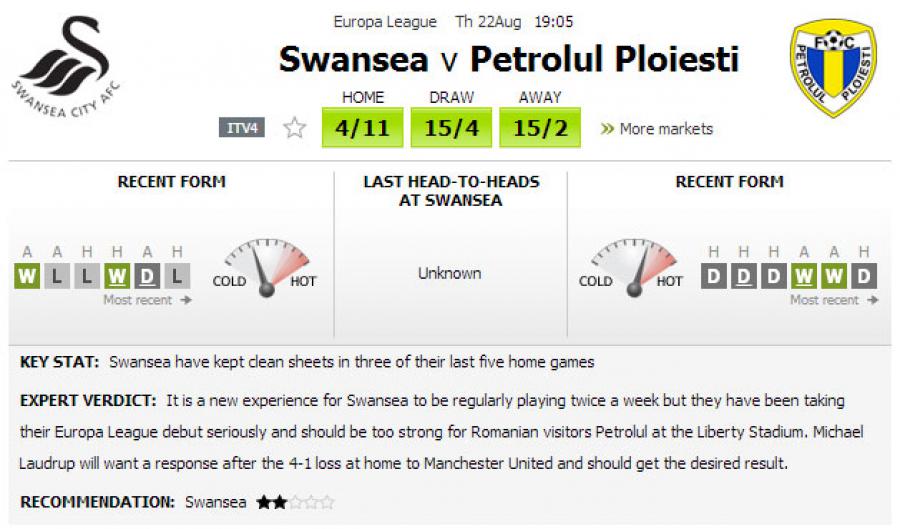 Europa League Th 22Aug 19:05
Swansea v Petrolul Ploiesti
SWANSEA CITY AFC
FC PETROLUL PLOIESTI
HOME DRAW AWAY
ITV4 4/11 15/4 15/2 » More markets
RECENT FORM
A A H H A H
W L L W D L
COLD HOT
Most recent →
LAST HEAD-TO-HEADS
AT SWANSEA
Unknown
RECENT FORM
COLD HOT
H H H A A H
D D D W W D
Most recent →
KEY STAT: Swansea have kept clean sheets in three of their last five home games
EXPERT VERDICT: It is a new experience for Swansea to be regularly playing twice a week but they have been taking
their Europa League debut seriously and should be too strong for Romanian visitors Petrolul at the Liberty Stadium. Michael
Laudrup will want a response after the 4-1 loss at home to Manchester United and should get the desired result.
RECOMMENDATION: Swansea ★★☆☆☆